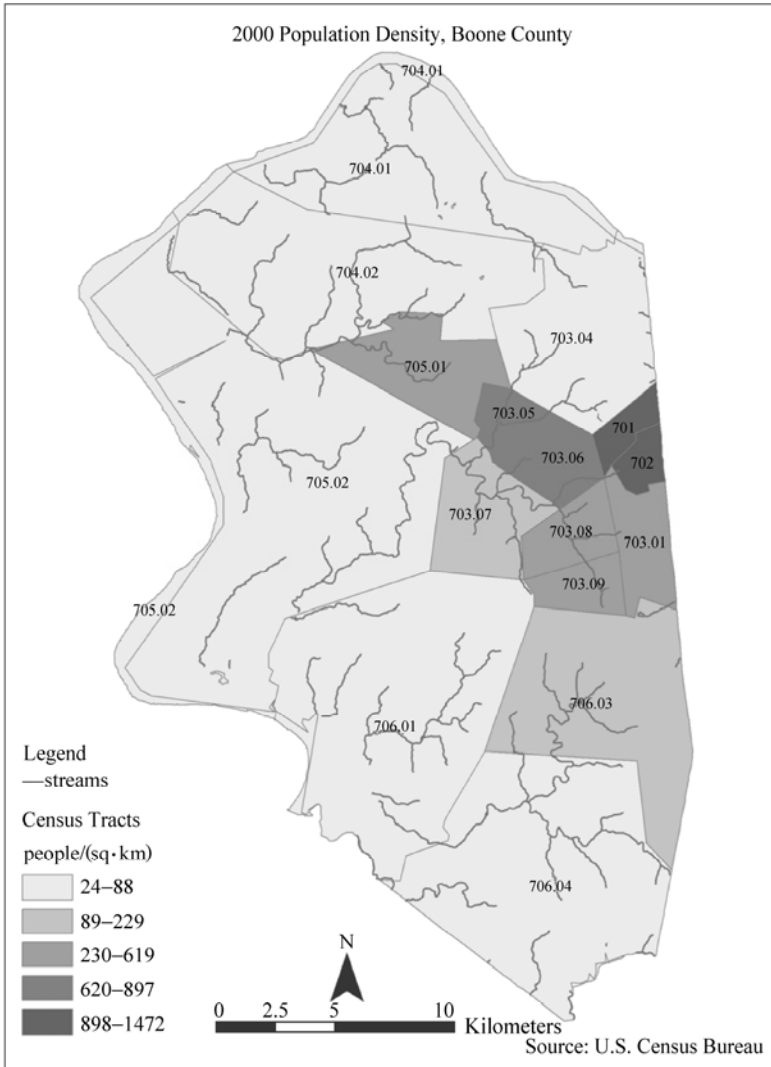 2000 Population Density, Boone County
704.01
704.01
704.02
703.04
705.01
703.05
701
703.06
702
705.02
703.07
703.08
703.01
703.09
705.02
706.03
706.01
706.04
Legend
streams
Census Tracts
people/(sq·km)
24–88
89–229
230–619
620–897
898–1472
N
0 2.5 5 10
Kilometers
Source: U.S. Census Bureau